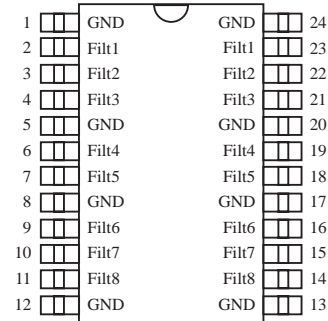 1 GND GND 24
2 Filt1 Filt1 23
3 Filt2 Filt2 22
4 Filt3 Filt3 21
5 GND GND 20
6 Filt4 Filt4 19
7 Filt5 Filt5 18
8 GND GND 17
9 Filt6 Filt6 16
10 Filt7 Filt7 15
11 Filt8 Filt8 14
12 GND GND 13